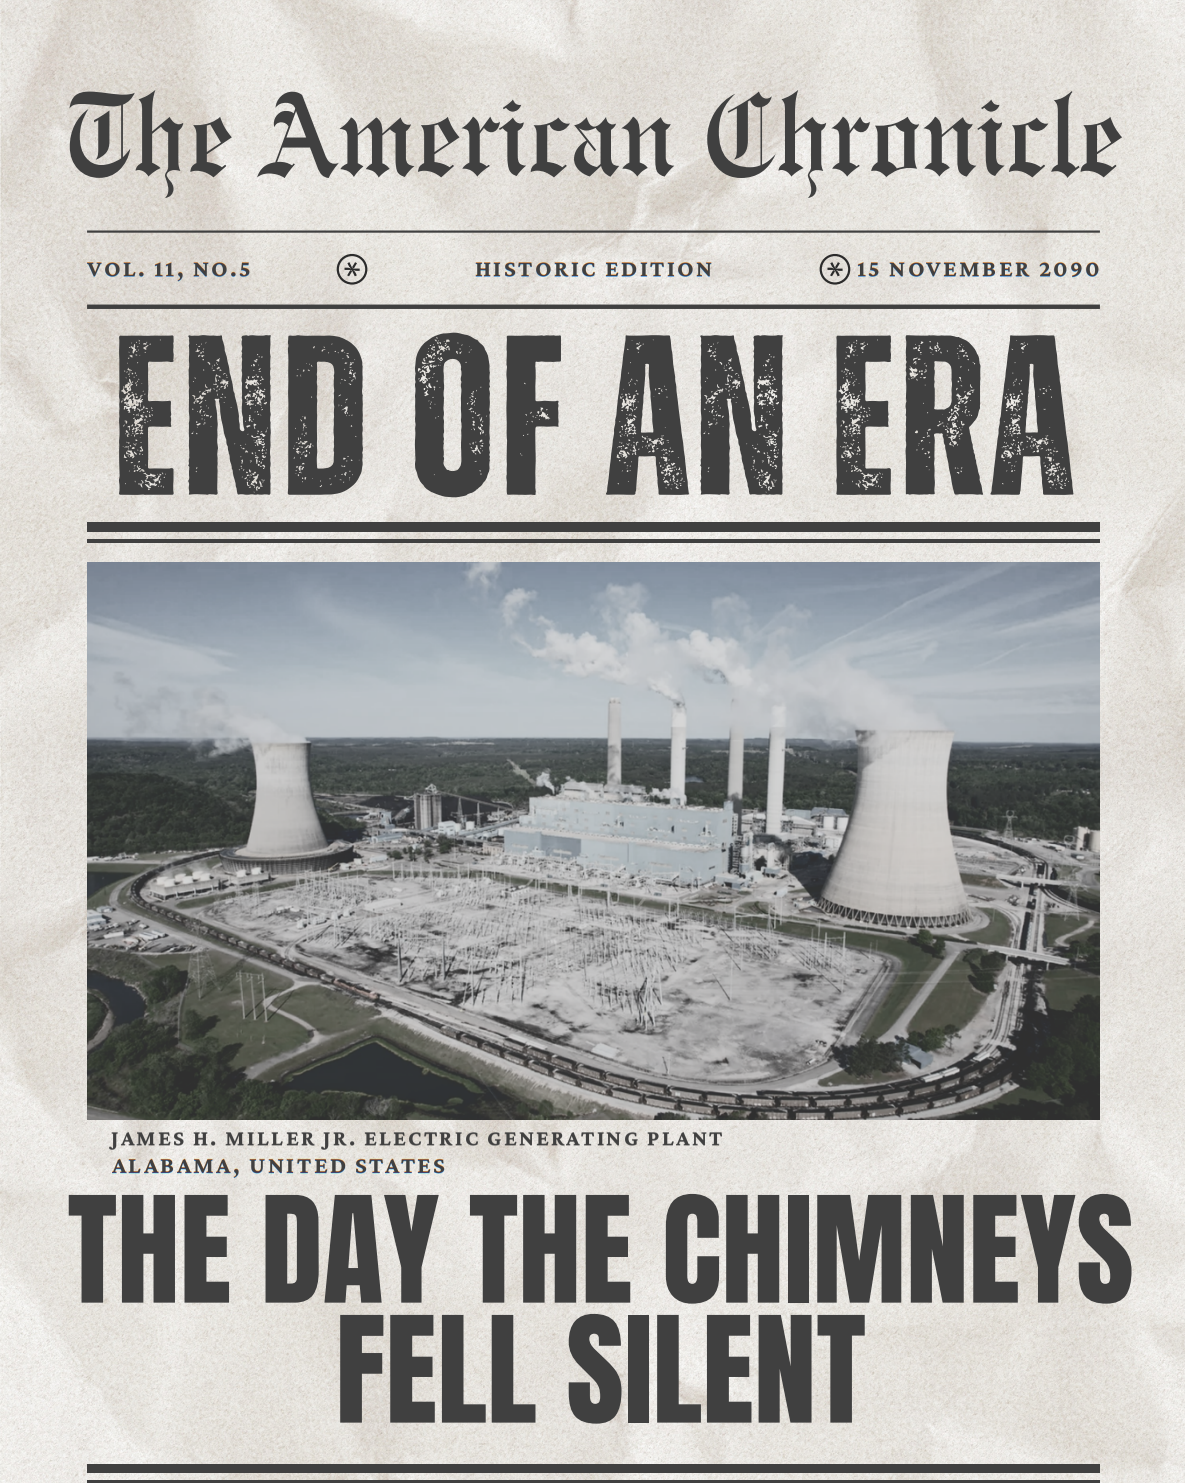 The American Chronicle
VOL. 11, NO.5 HISTORIC EDITION 15 NOVEMBER 2090
END OF AN ERA
JAMES H. MILLER JR. ELECTRIC GENERATING PLANT
ALABAMA, UNITED STATES
THE DAY THE CHIMNEYS
FELL SILENT